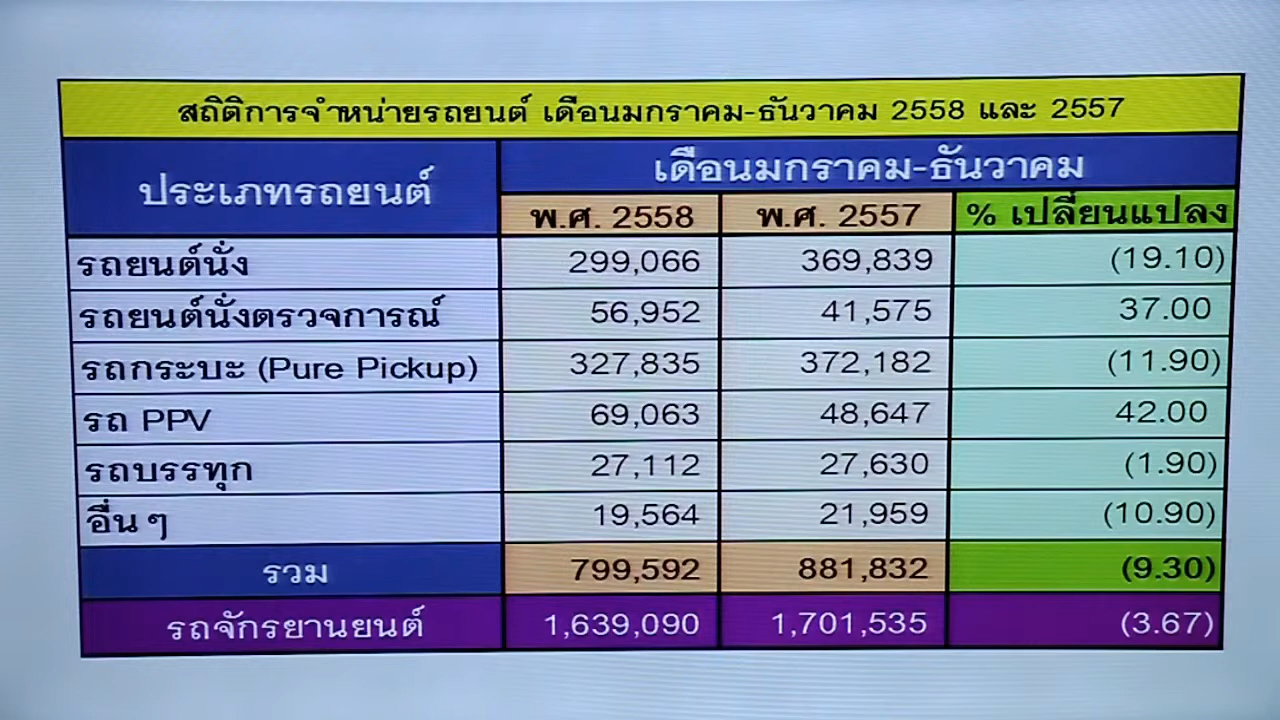 สถิติการจำหน่ายรถยนต์ เดือนมกราคม-ธันวาคม 2558 และ 2557
ประเภทรถยนต์ เดือนมกราคม-ธันวาคม
พ.ศ. 2558 พ.ศ. 2557 % เปลี่ยนแปลง
รถยนต์นั่ง 299,066 369,839 (19.10)
รถยนต์นั่งตรวจการณ์ 56,952 41,575 37.00
รถกระบะ (Pure Pickup) 327,835 372,182 (11.90)
รถ PPV 69,063 48,647 42.00
รถบรรทุก 27,112 27,630 (1.90)
อื่นๆ 19,564 21,959 (10.90)
รวม 799,592 881,832 (9.30)
รถจักรยานยนต์ 1,639,090 1,701,535 (3.67)